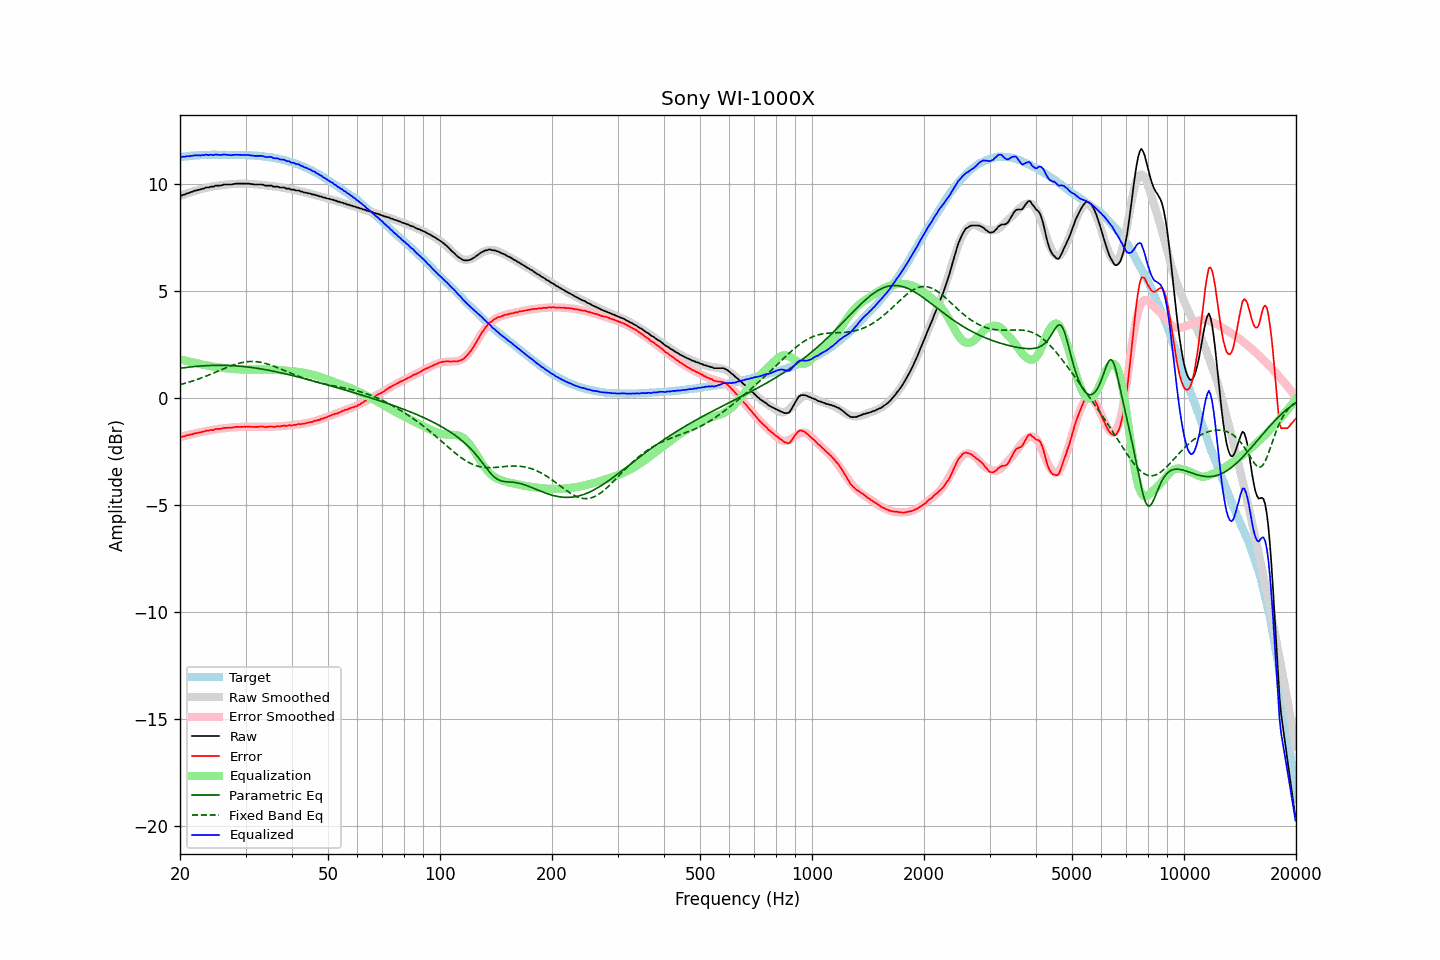 Sony WI-1000X
Amplitude (dBr)
10
5
0
−5
−10
−15
−20
Target
Raw Smoothed
Error Smoothed
Raw
Error
Equalization
Parametric Eq
Fixed Band Eq
Equalized
20 50 100 200 500 1000 2000 5000 10000 20000
Frequency (Hz)